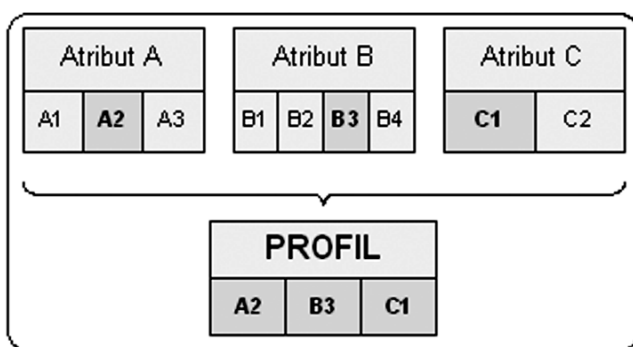 Atribut A Atribut B Atribut C
A1 A2 A3 B1 B2 B3 B4 C1 C2
PROFIL
A2 B3 C1